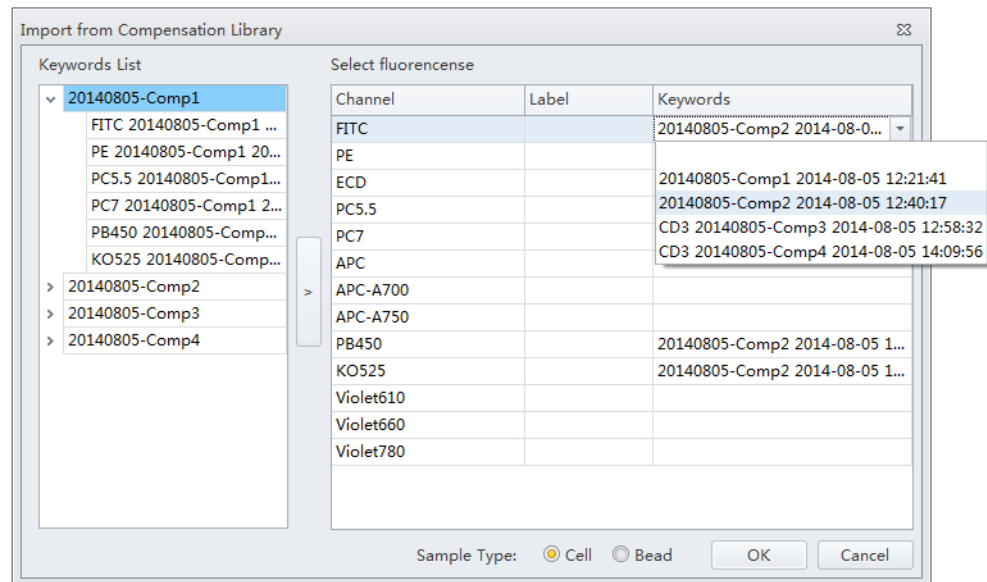 Import from Compensation Library
Keywords List
20140805-Comp1
FITC 20140805-Comp1 ...
PE 20140805-Comp1 20...
PC5.5 20140805-Comp1...
PC7 20140805-Comp1 2...
PB450 20140805-Comp...
KO525 20140805-Comp...
20140805-Comp2
20140805-Comp3
20140805-Comp4
>
Select fluorencense
Channel Label Keywords
FITC 20140805-Comp2 2014-08-0...
PE
ECD
PC5.5
PC7
APC
APC-A700
APC-A750
PB450 20140805-Comp2 2014-08-05 1...
KO525 20140805-Comp2 2014-08-05 1...
Violet610
Violet660
Violet780
20140805-Comp1 2014-08-05 12:21:41
20140805-Comp2 2014-08-05 12:40:17
CD3 20140805-Comp3 2014-08-05 12:58:32
CD3 20140805-Comp4 2014-08-05 14:09:56
Sample Type: Cell Bead OK Cancel